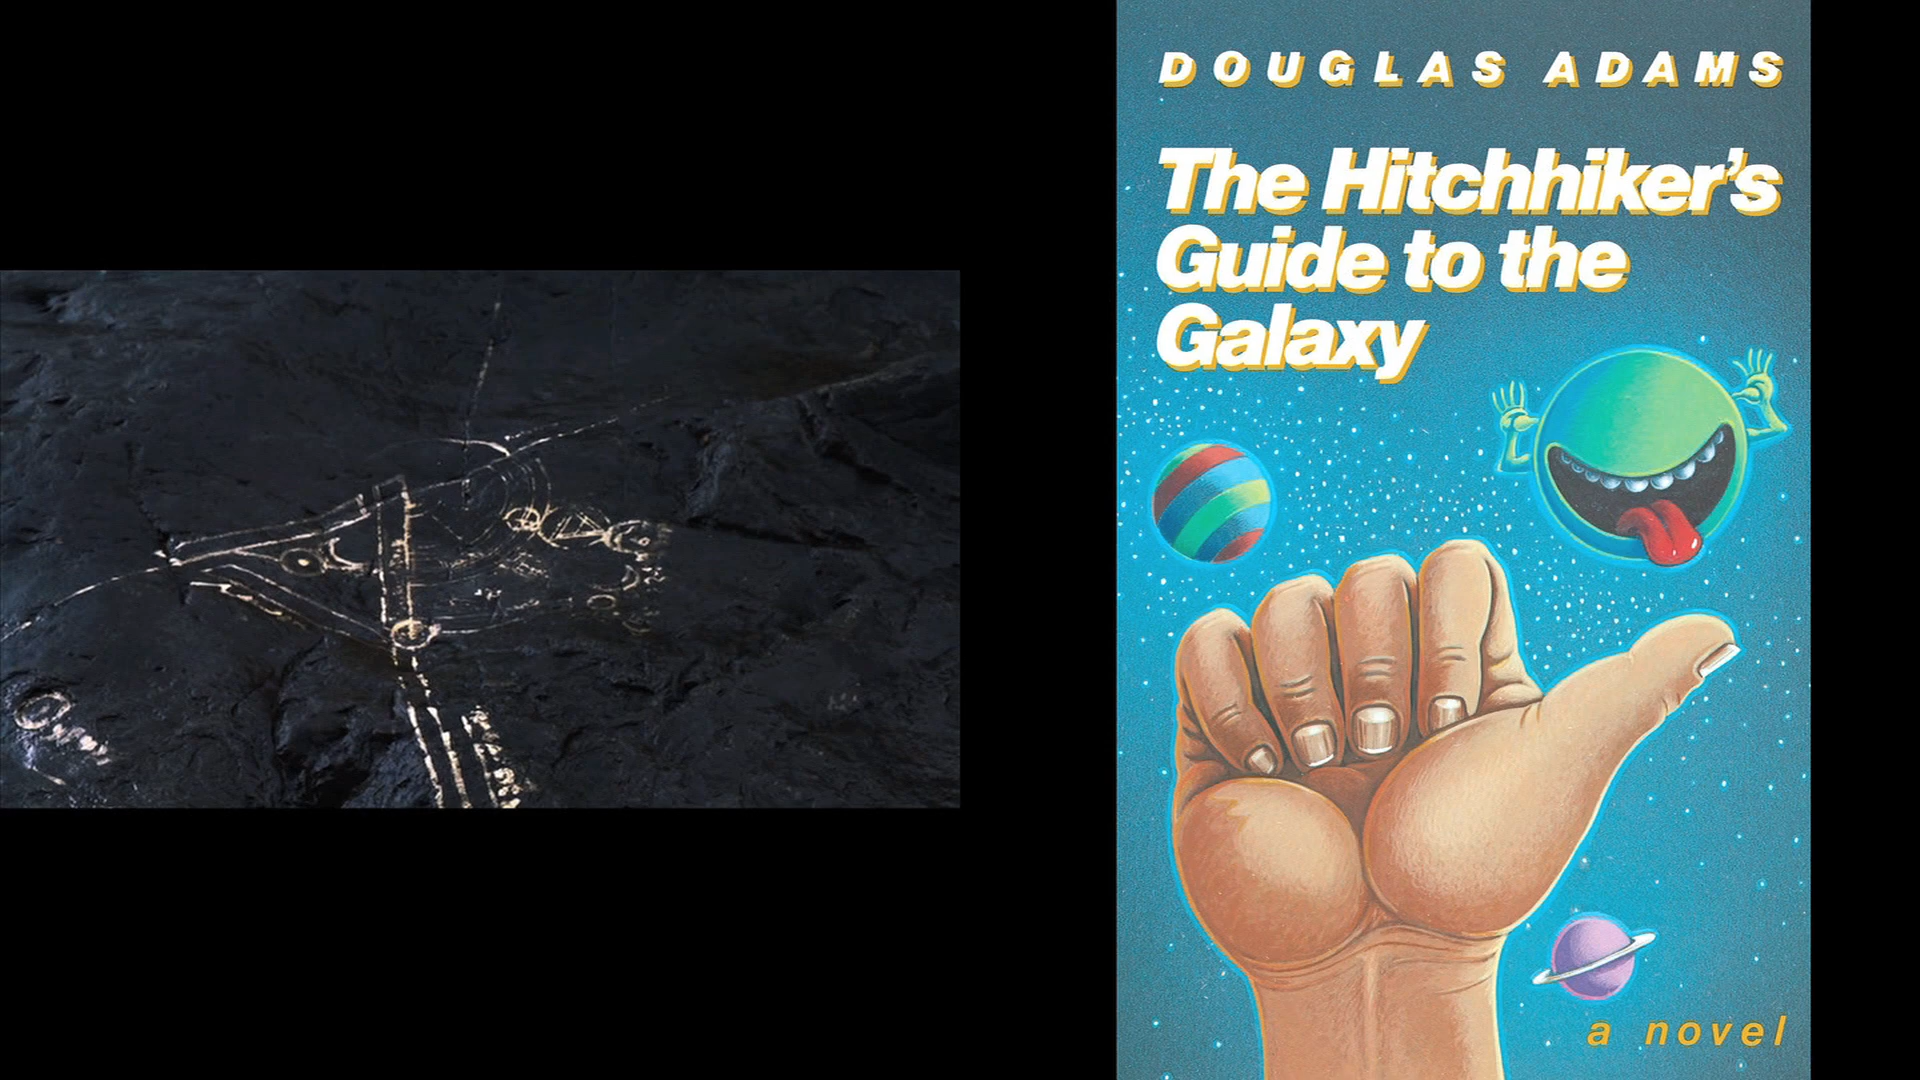 DOUGLAS ADAMS
The Hitchhiker's
Guide to the
Galaxy
a novel